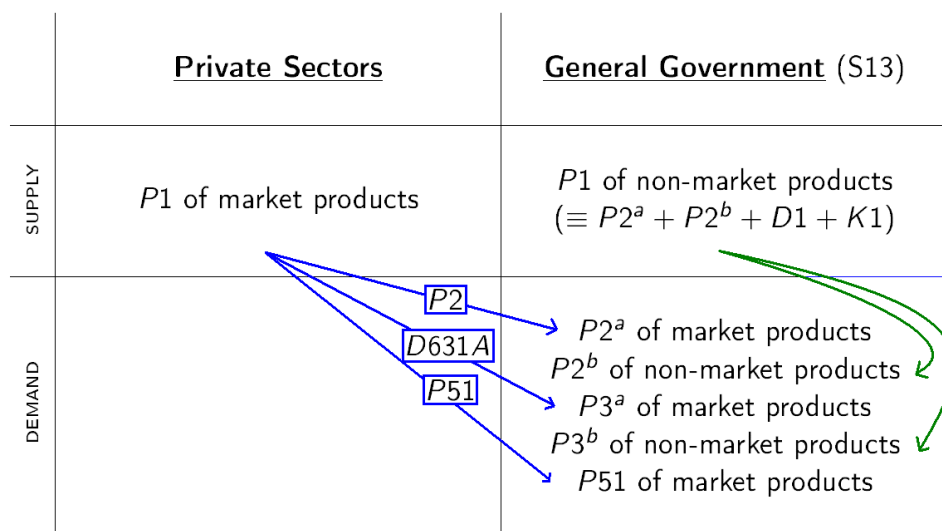 Private Sectors
General Government (S13)
SUPPLY
P1 of market products
P1 of non-market products
(≡ P2ᵃ + P2ᵇ + D1 + K1)
DEMAND
P2
D631A
P51
P2ᵃ of market products
P2ᵇ of non-market products
P3ᵃ of market products
P3ᵇ of non-market products
P51 of market products